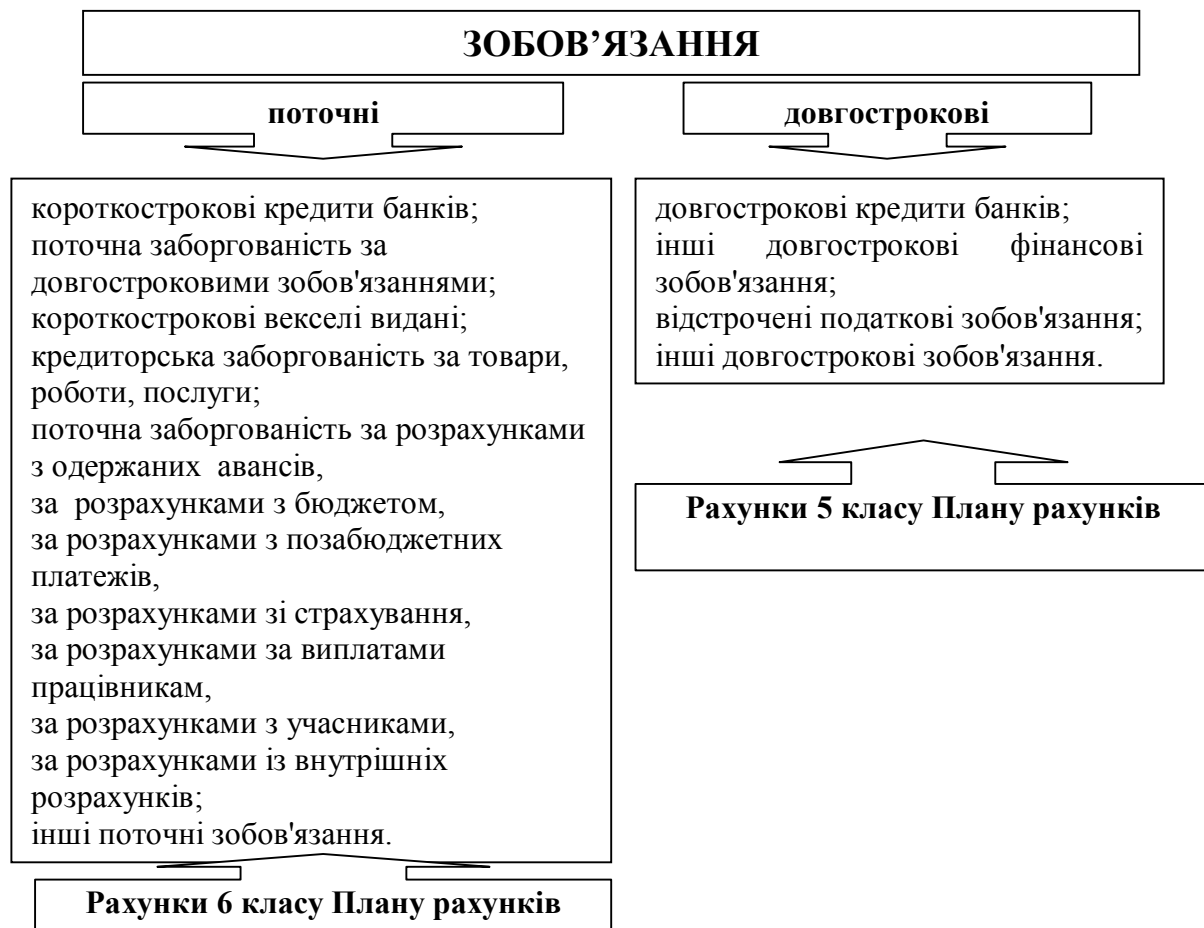 ЗОБОВ’ЯЗАННЯ
поточні
довгострокові
короткострокові кредити банків;
поточна заборгованість за
довгостроковими зобов'язаннями;
короткострокові векселі видані;
кредиторська заборгованість за товари,
роботи, послуги;
поточна заборгованість за розрахунками
з одержаних авансів,
за розрахунками з бюджетом,
за розрахунками з позабюджетних
платежів,
за розрахунками зі страхування,
за розрахунками за виплатами
працівникам,
за розрахунками з учасниками,
за розрахунками із внутрішніх
розрахунків;
інші поточні зобов'язання.
Рахунки 6 класу Плану рахунків
довгострокові кредити банків;
інші довгострокові фінансові
зобов'язання;
відстрочені податкові зобов'язання;
інші довгострокові зобов'язання.
Рахунки 5 класу Плану рахунків